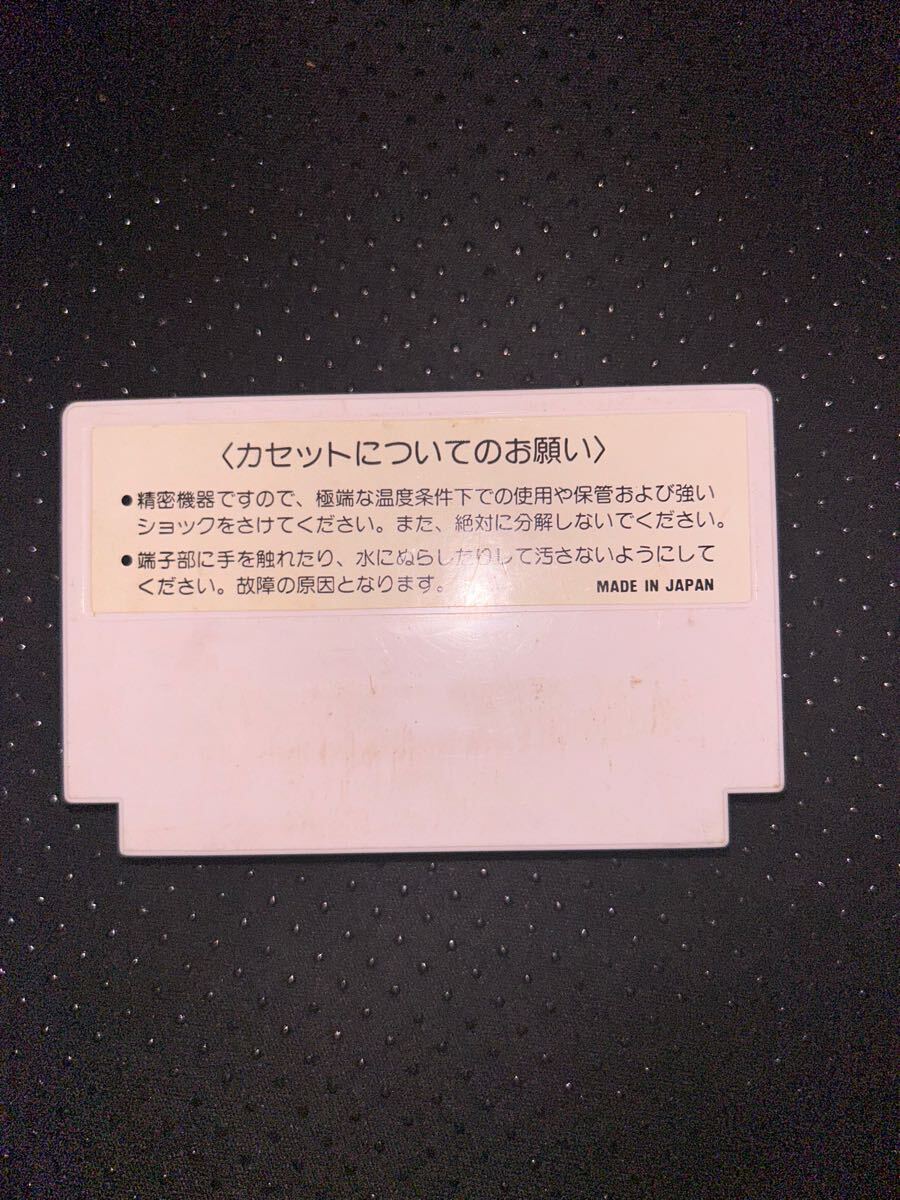 〈カセットについてのお願い〉
●精密機器ですので、極端な温度条件下での使用や保管および強い
ショックをさけてください。また、絶対に分解しないでください。
●端子部に手を触れたり、水にぬらしたりして汚さないようにして
ください。故障の原因となります。
MADE IN JAPAN